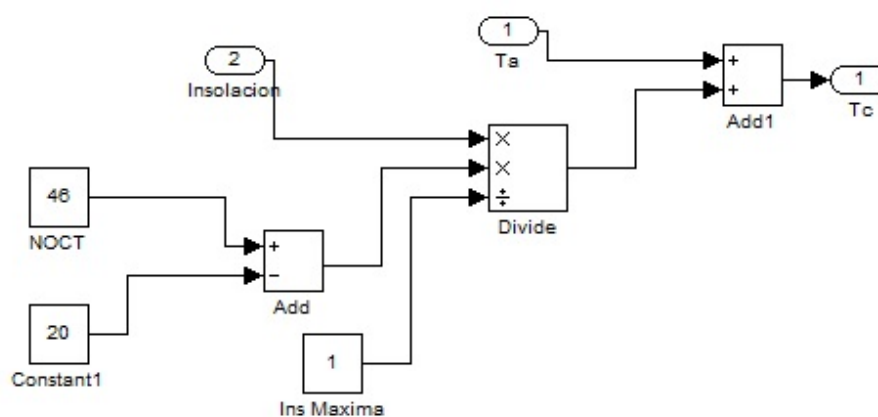 1
Ta
2
Insolacion
+
+
Add1
1
Tc
×
×
÷
Divide
46
NOCT
+
−
Add
20
Constant1
1
Ins Maxima